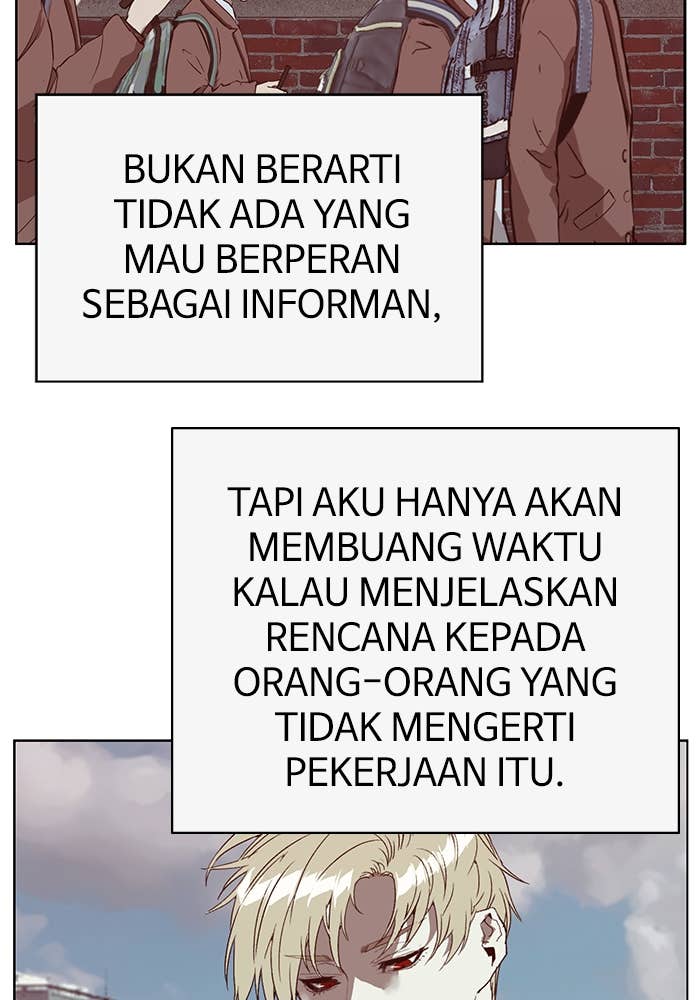 BUKAN BERARTI
TIDAK ADA YANG
MAU BERPERAN
SEBAGAI INFORMAN,
TAPI AKU HANYA AKAN
MEMBUANG WAKTU
KALAU MENJELASKAN
RENCANA KEPADA
ORANG-ORANG YANG
TIDAK MENGERTI
PEKERJAAN ITU.